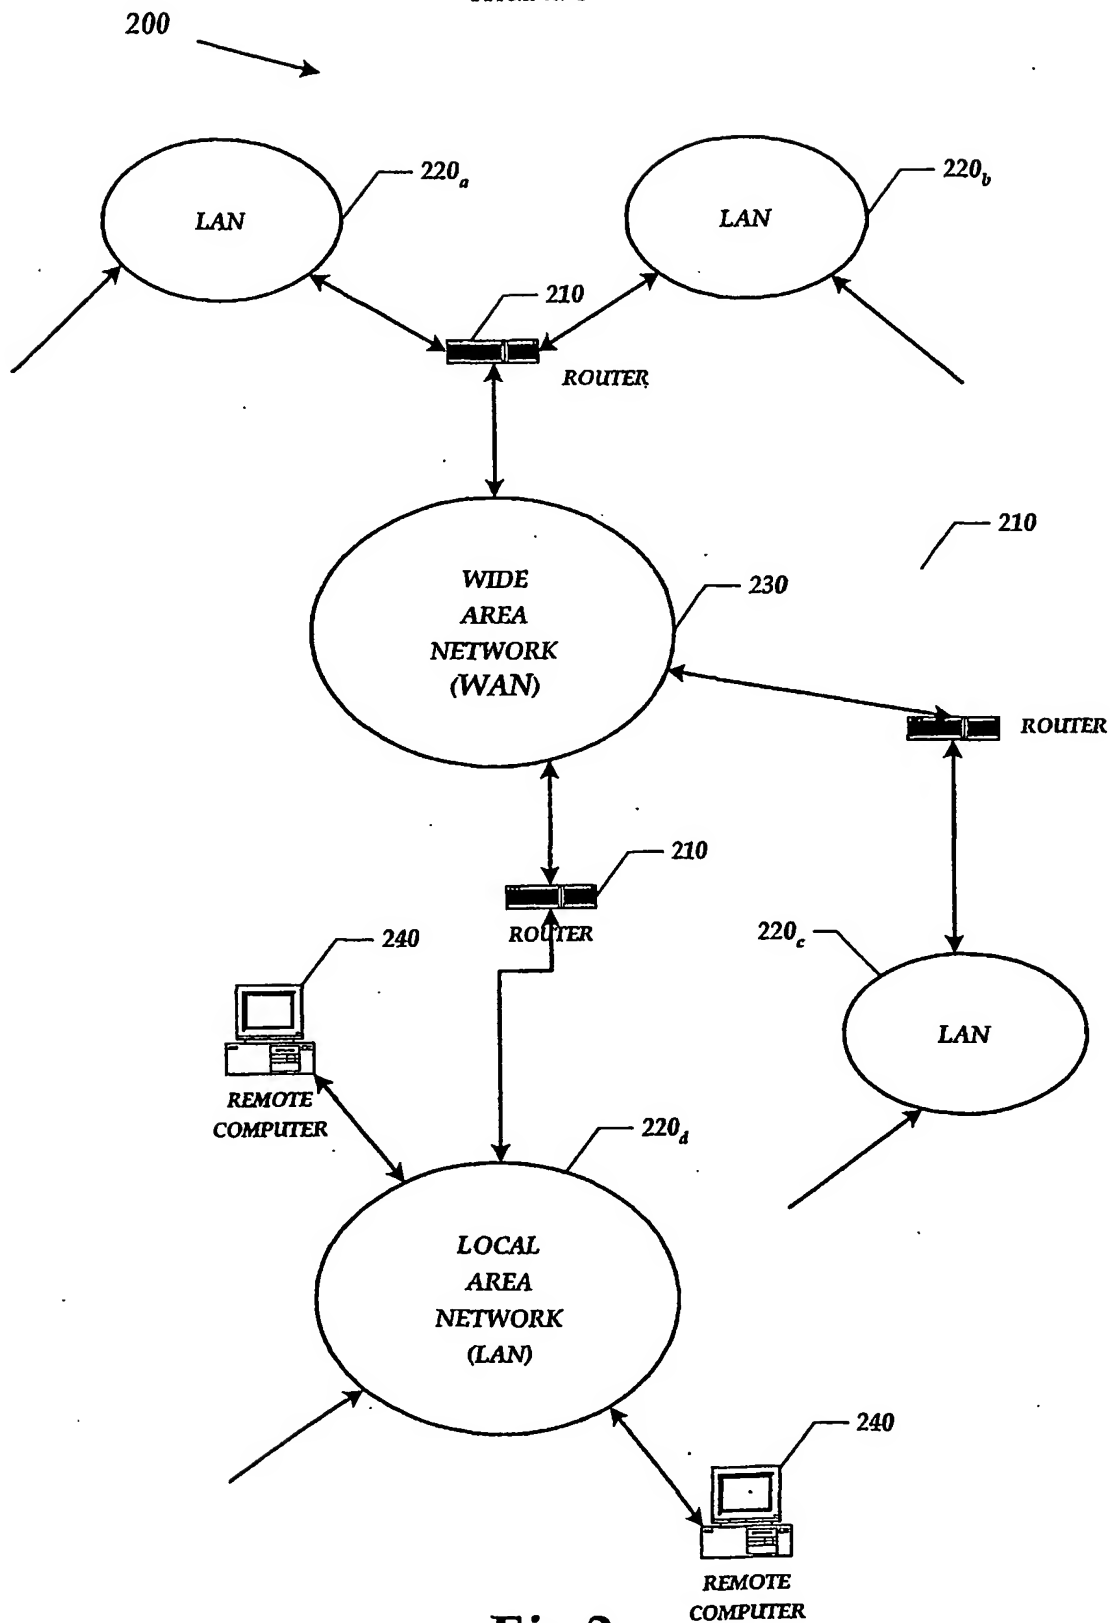 200
220a
220b
LAN
LAN
210
ROUTER
210
WIDE
AREA
NETWORK
(WAN)
230
ROUTER
210
ROUTER
240
220c
LAN
REMOTE
COMPUTER
220d
LOCAL
AREA
NETWORK
(LAN)
240
REMOTE
COMPUTER